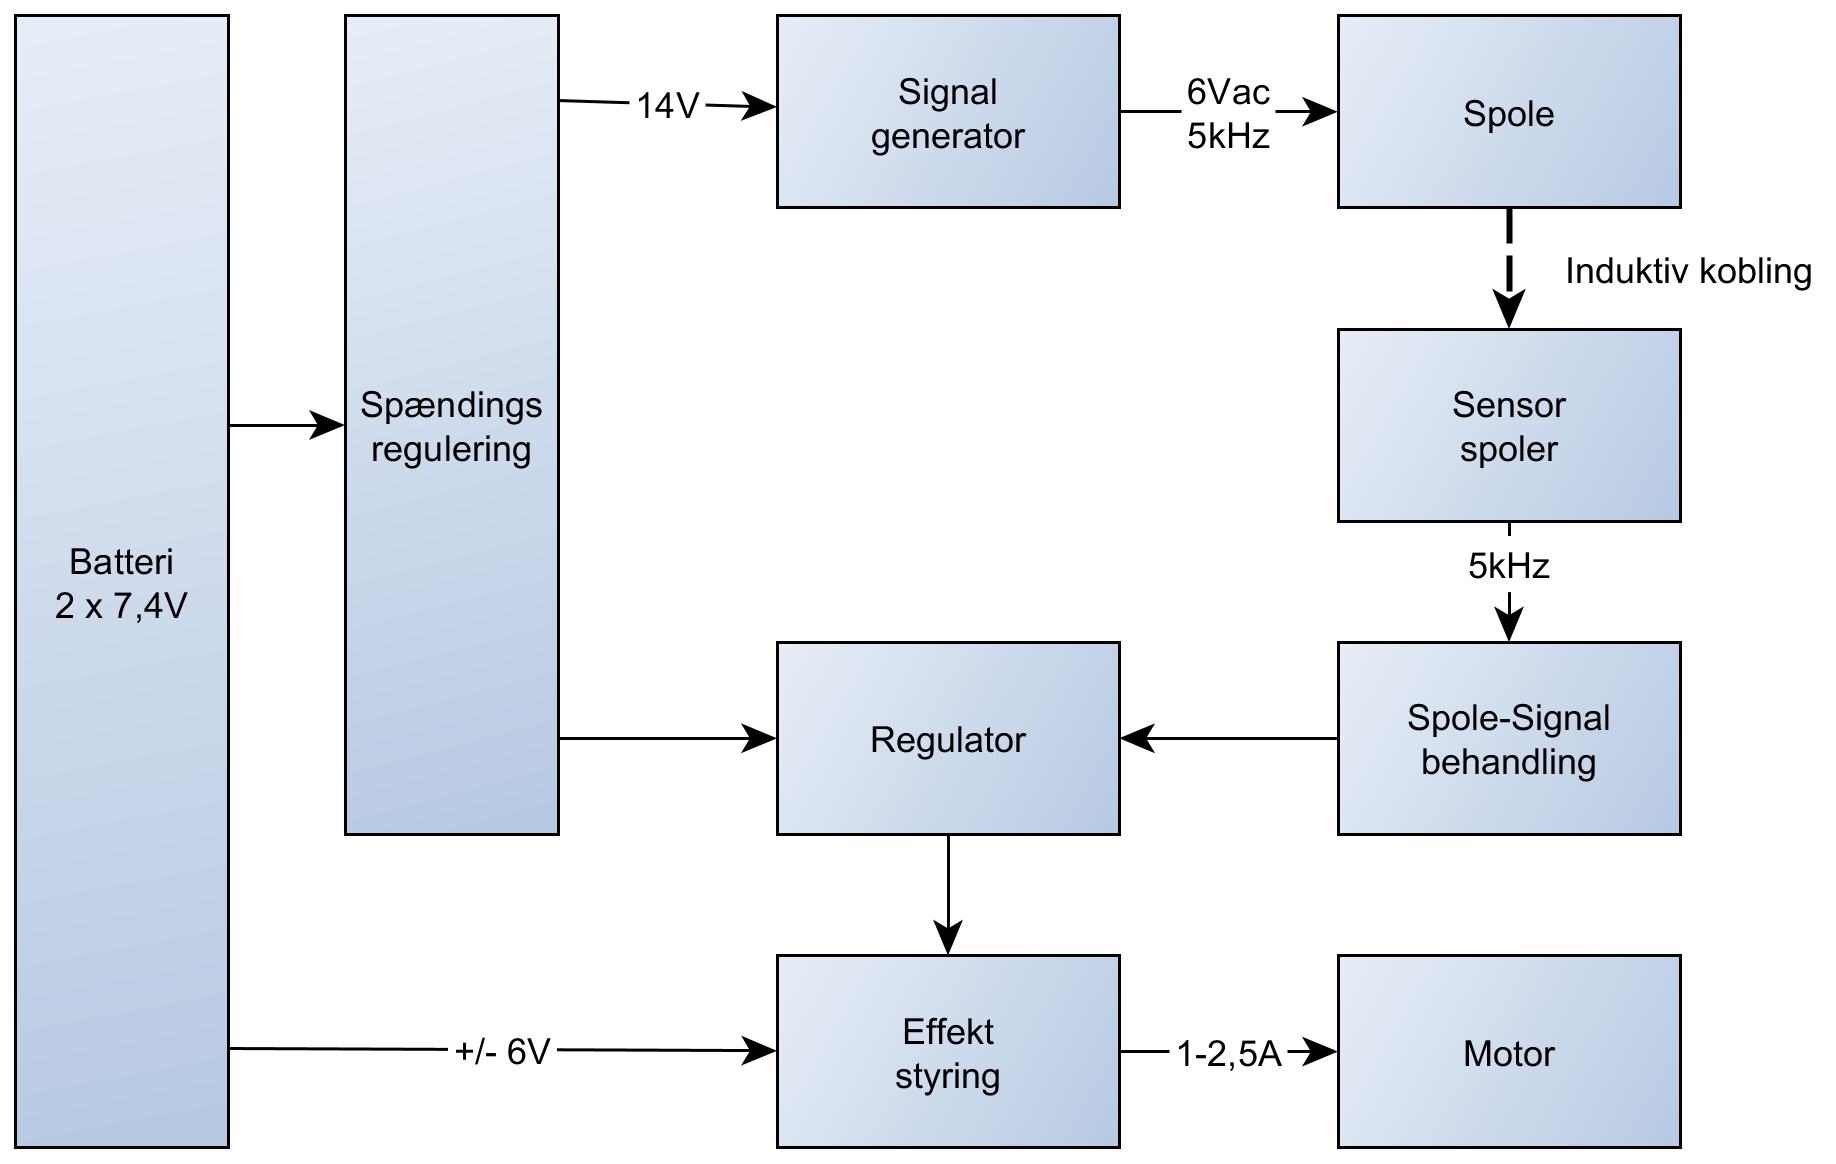 Batteri
2 x 7,4V
Spændings
regulering
14V
Signal
generator
6Vac
5kHz
Spole
Induktiv kobling
Sensor
spoler
5kHz
Spole-Signal
behandling
Regulator
+/- 6V
Effekt
styring
1-2,5A
Motor